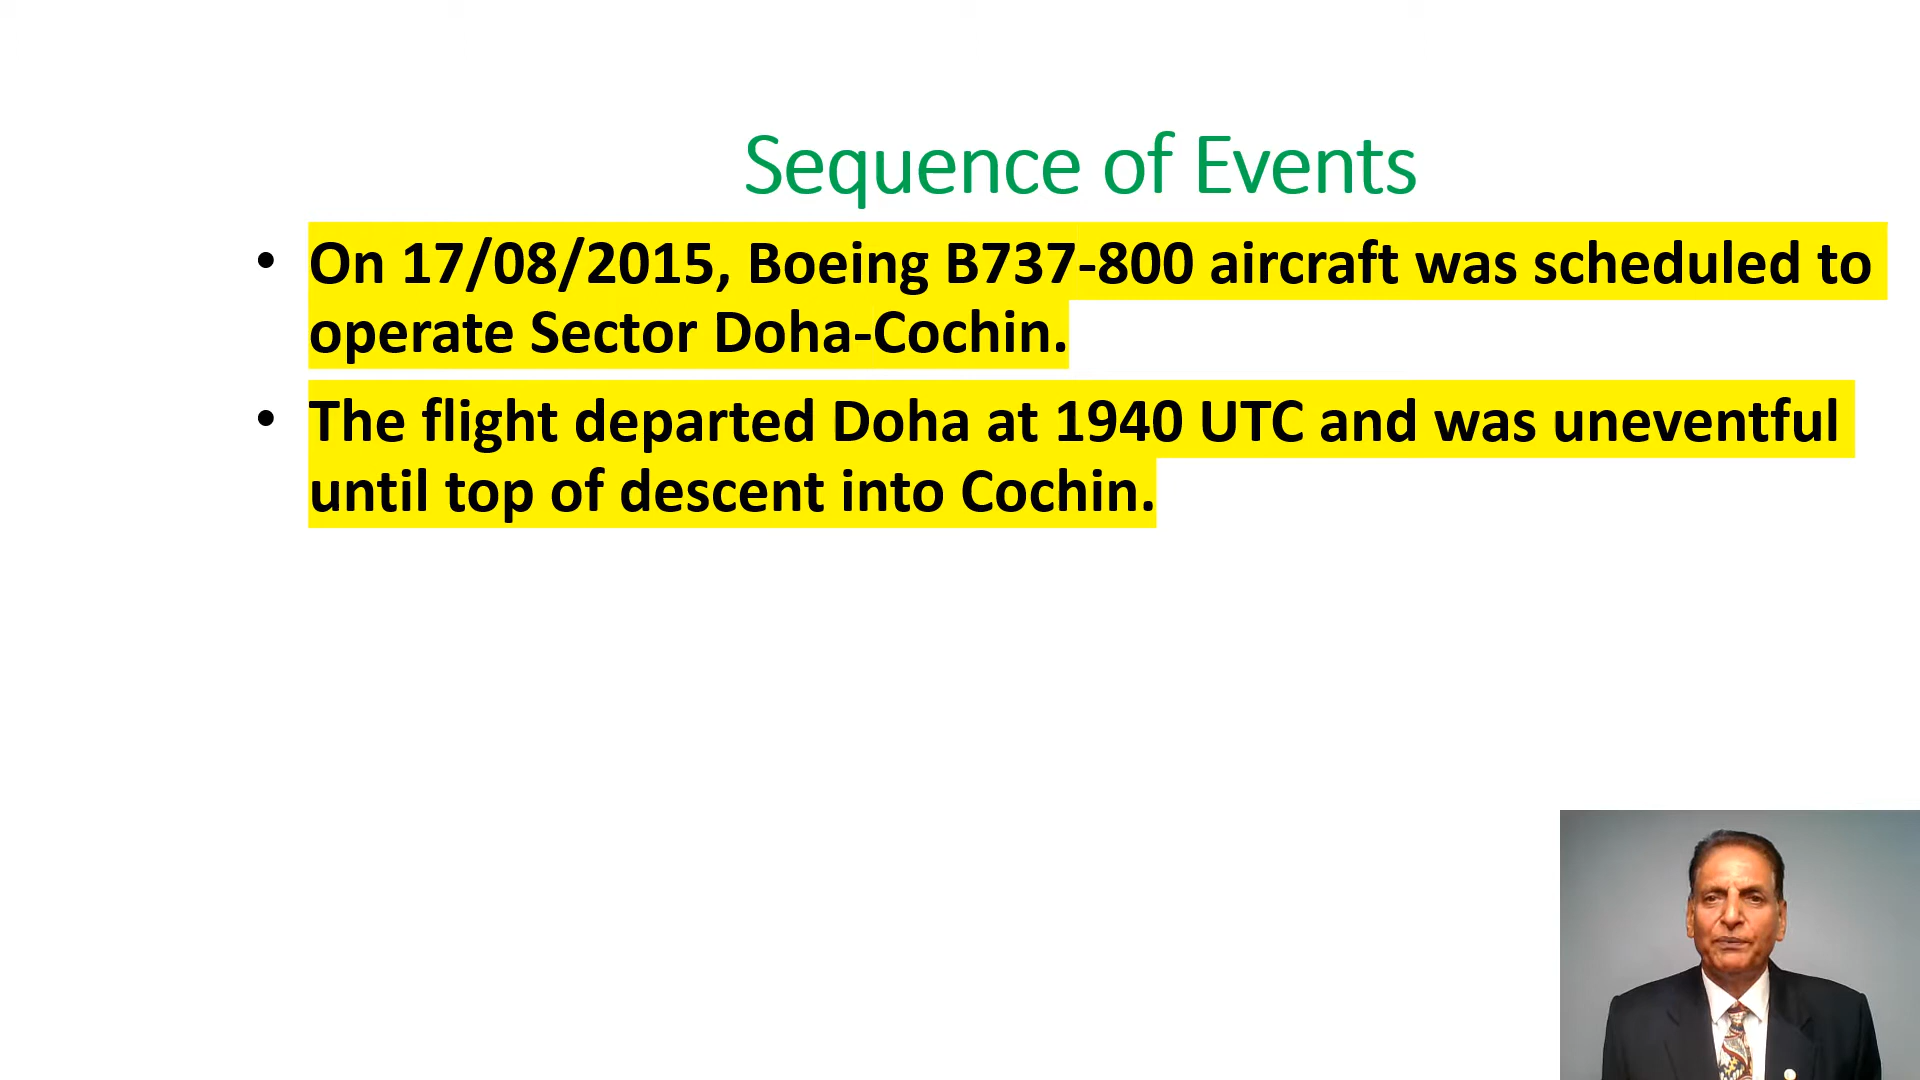 Sequence of Events
• On 17/08/2015, Boeing B737-800 aircraft was scheduled to
operate Sector Doha-Cochin.
• The flight departed Doha at 1940 UTC and was uneventful
until top of descent into Cochin.